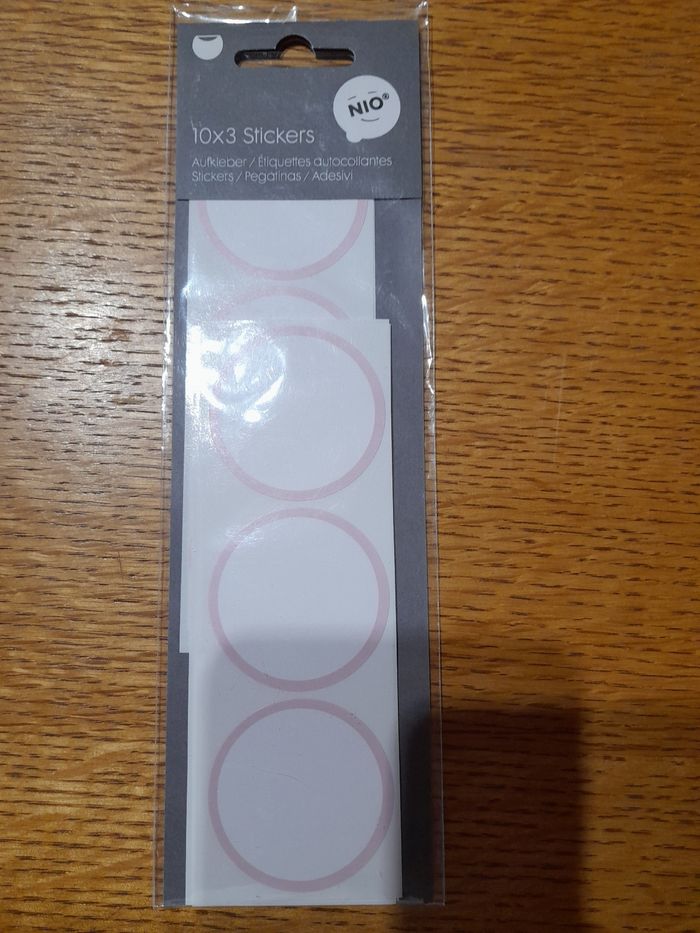 NIO®
10x3 Stickers
Aufkleber / Étiquettes autocollantes
Stickers / Pegatinas / Adesivi